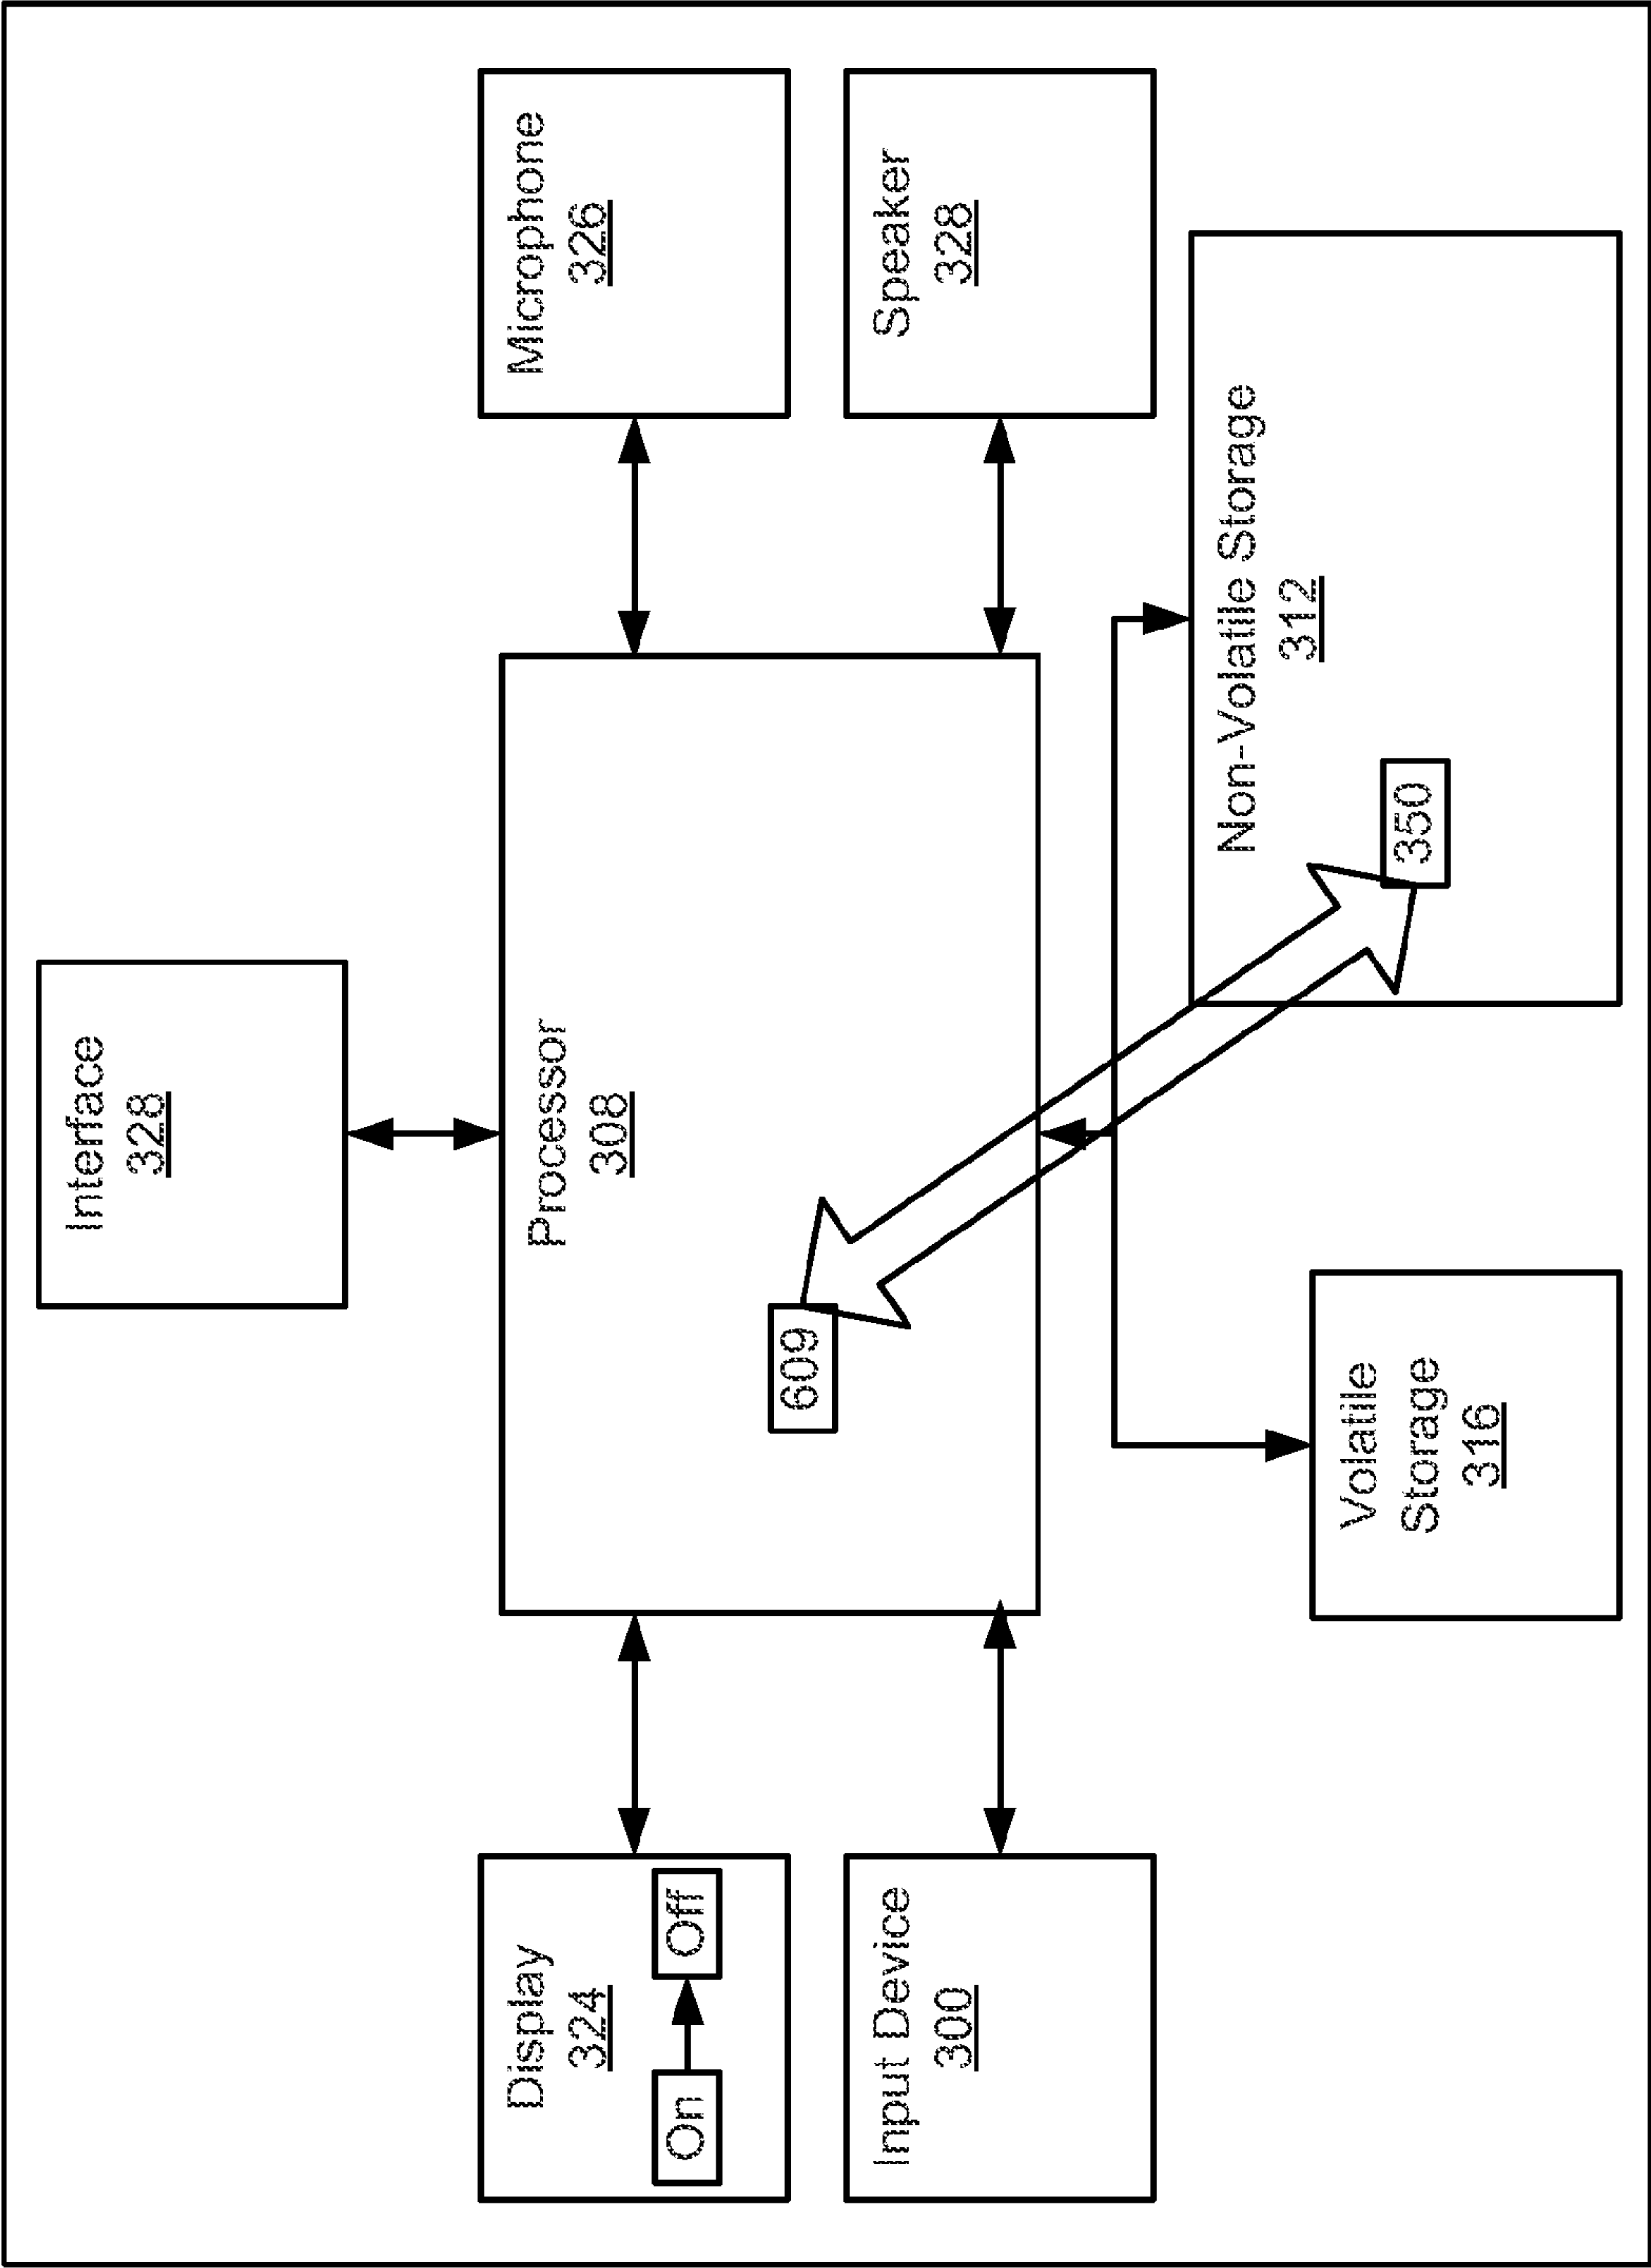 Interface
328
Display
324
On
Off
Processor
308
609
Microphone
326
Input Device
300
Speaker
328
Volatile
Storage
316
Non-Volatile Storage
312
350